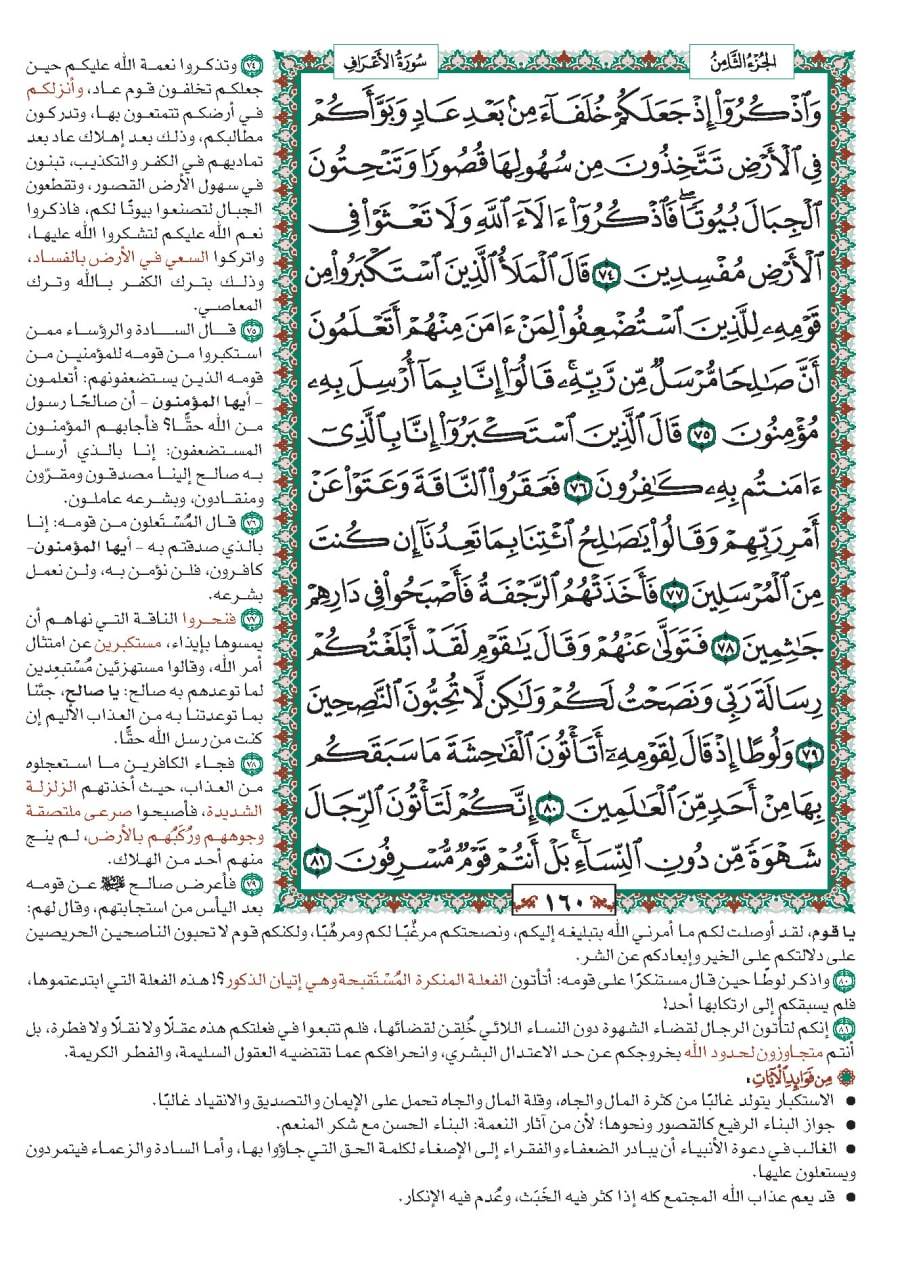 الجُزْءُ الثَّامِنُ
سُورَةُ الأَعْرَافِ
وَٱذْكُرُوٓا۟ إِذْ جَعَلَكُمْ خُلَفَآءَ مِنۢ بَعْدِ عَادٍ وَبَوَّأَكُمْ
فِى ٱلْأَرْضِ تَتَّخِذُونَ مِن سُهُولِهَا قُصُورًا وَتَنْحِتُونَ
ٱلْجِبَالَ بُيُوتًا ۖ فَٱذْكُرُوٓا۟ ءَالَآءَ ٱللَّهِ وَلَا تَعْثَوْا۟ فِى
ٱلْأَرْضِ مُفْسِدِينَ ٧٤ قَالَ ٱلْمَلَأُ ٱلَّذِينَ ٱسْتَكْبَرُوا۟ مِن
قَوْمِهِۦ لِلَّذِينَ ٱسْتُضْعِفُوا۟ لِمَنْ ءَامَنَ مِنْهُمْ أَتَعْلَمُونَ
أَنَّ صَٰلِحًا مُّرْسَلٌ مِّن رَّبِّهِۦ ۚ قَالُوٓا۟ إِنَّا بِمَآ أُرْسِلَ بِهِۦ
مُؤْمِنُونَ ٧٥ قَالَ ٱلَّذِينَ ٱسْتَكْبَرُوٓا۟ إِنَّا بِٱلَّذِىٓ
ءَامَنتُم بِهِۦ كَٰفِرُونَ ٧٦ فَعَقَرُوا۟ ٱلنَّاقَةَ وَعَتَوْا۟ عَنْ
أَمْرِ رَبِّهِمْ وَقَالُوا۟ يَٰصَٰلِحُ ٱئْتِنَا بِمَا تَعِدُنَآ إِن كُنتَ
مِنَ ٱلْمُرْسَلِينَ ٧٧ فَأَخَذَتْهُمُ ٱلرَّجْفَةُ فَأَصْبَحُوا۟ فِى دَارِهِمْ
جَٰثِمِينَ ٧٨ فَتَوَلَّىٰ عَنْهُمْ وَقَالَ يَٰقَوْمِ لَقَدْ أَبْلَغْتُكُمْ
رِسَالَةَ رَبِّى وَنَصَحْتُ لَكُمْ وَلَٰكِن لَّا تُحِبُّونَ ٱلنَّٰصِحِينَ
٧٩ وَلُوطًا إِذْ قَالَ لِقَوْمِهِۦٓ أَتَأْتُونَ ٱلْفَٰحِشَةَ مَا سَبَقَكُم
بِهَا مِنْ أَحَدٍ مِّنَ ٱلْعَٰلَمِينَ ٨٠ إِنَّكُمْ لَتَأْتُونَ ٱلرِّجَالَ
شَهْوَةً مِّن دُونِ ٱلنِّسَآءِ ۚ بَلْ أَنتُمْ قَوْمٌ مُّسْرِفُونَ ٨١
١٦٠
٧٤ وتذكروا نعمة الله عليكم حين
جعلكم تخلفون قوم عاد، وأنزلكم
في أرضكم تتمتعون بها، وتدركون
مطالبكم، وذلك بعد إهلاك عاد بعد
تماديهم في الكفر والتكذيب، تبنون
في سهول الأرض القصور، وتقطعون
الجبال لتصنعوا بيوتًا لكم، فاذكروا
نعم الله عليكم لتشكروا الله عليها،
واتركوا السعي في الأرض بالفساد،
وذلك بترك الكفر بالله وترك
المعاصي.
٧٥ قال السادة والرؤساء ممن
استكبروا من قومه للمؤمنين من
قومه الذين يستضعفونهم: أتعلمون
- أيها المؤمنون - أن صالحًا رسول
من الله حقًّا؟ فأجابهم المؤمنون
المستضعفون: إنا بالذي أرسل
به صالح إلينا مصدقون ومقرّون
ومنقادون، وبشرعه عاملون.
٧٦ قال المُسْتَعلون من قومه: إنا
بالذي صدقتم به - أيها المؤمنون-
كافرون، فلن نؤمن به، ولن نعمل
بشرعه.
٧٧ فنحروا الناقة التي نهاهم أن
يمسوها بإيذاء، مستكبرين عن امتثال
أمر الله، وقالوا مستهزئين مُسْتبعِدين
لما توعدهم به صالح: يا صالح، جئنا
بما توعدتنا به من العذاب الأليم إن
كنت من رسل الله حقًّا.
٧٨ فجاء الكافرين ما استعجلوه
من العذاب، حيث أخذتهم الزلزلة
الشديدة، فأصبحوا صرعى ملتصقة
وجوههم ورُكَبُهم بالأرض، لم ينج
منهم أحد من الهلاك.
٧٩ فأعرض صالح ﷺ عن قومه
بعد اليأس من استجابتهم، وقال لهم:
يا قوم، لقد أوصلت لكم ما أمرني الله بتبليغه إليكم، ونصحتكم مرغِّبًا لكم ومرهِّبًا، ولكنكم قوم لا تحبون الناصحين الحريصين
على دلالتكم على الخير وإبعادكم عن الشر.
٨٠ واذكر لوطًا حين قال مستنكرًا على قومه: أتأتون الفعلة المنكرة المُسْتَقبحة وهي إتيان الذكور؟! هذه الفعلة التي ابتدعتموها،
فلم يسبقكم إلى ارتكابها أحد!
٨١ إنكم لتأتون الرجال لقضاء الشهوة دون النساء اللائي خُلِقن لقضائها، فلم تتبعوا في فعلتكم هذه عقلًا ولا نقلًا ولا فطرة، بل
أنتم متجاوزون لحدود الله بخروجكم عن حد الاعتدال البشري، وانحرافكم عما تقتضيه العقول السليمة، والفطر الكريمة.
مِن فَوَائِدِ الآيَاتِ:
• الاستكبار يتولد غالبًا من كثرة المال والجاه، وقلة المال والجاه تحمل على الإيمان والتصديق والانقياد غالبًا.
• جواز البناء الرفيع كالقصور ونحوها؛ لأن من آثار النعمة: البناء الحسن مع شكر المنعم.
• الغالب في دعوة الأنبياء أن يبادر الضعفاء والفقراء إلى الإصغاء لكلمة الحق التي جاؤوا بها، وأما السادة والزعماء فيتمردون
ويستعلون عليها.
• قد يعم عذاب الله المجتمع كله إذا كثر فيه الخَبَث، وعُدم فيه الإنكار.